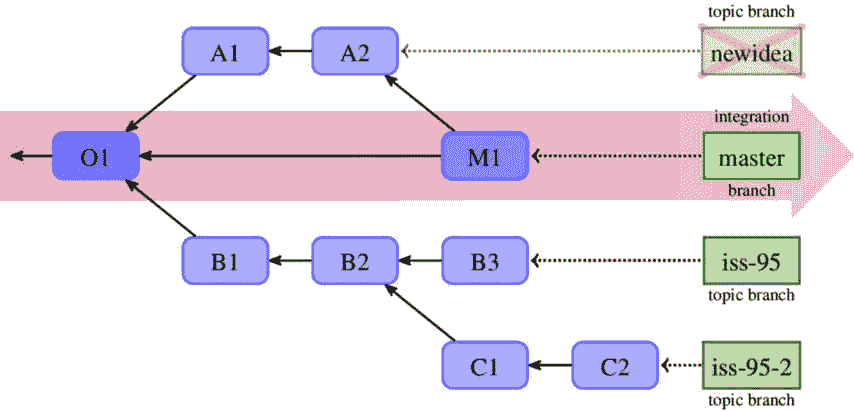 topic branch
A1 A2 newidea
integration
O1 M1 master
branch
B1 B2 B3 iss-95
topic branch
C1 C2 iss-95-2
topic branch